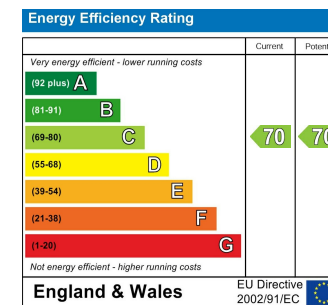 Energy Efficiency Rating
Current Potent
Very energy efficient - lower running costs
(92 plus) A
(81-91) B
(69-80) C 70 70
(55-68) D
(39-54) E
(21-38) F
(1-20) G
Not energy efficient - higher running costs
England & Wales
EU Directive
2002/91/EC